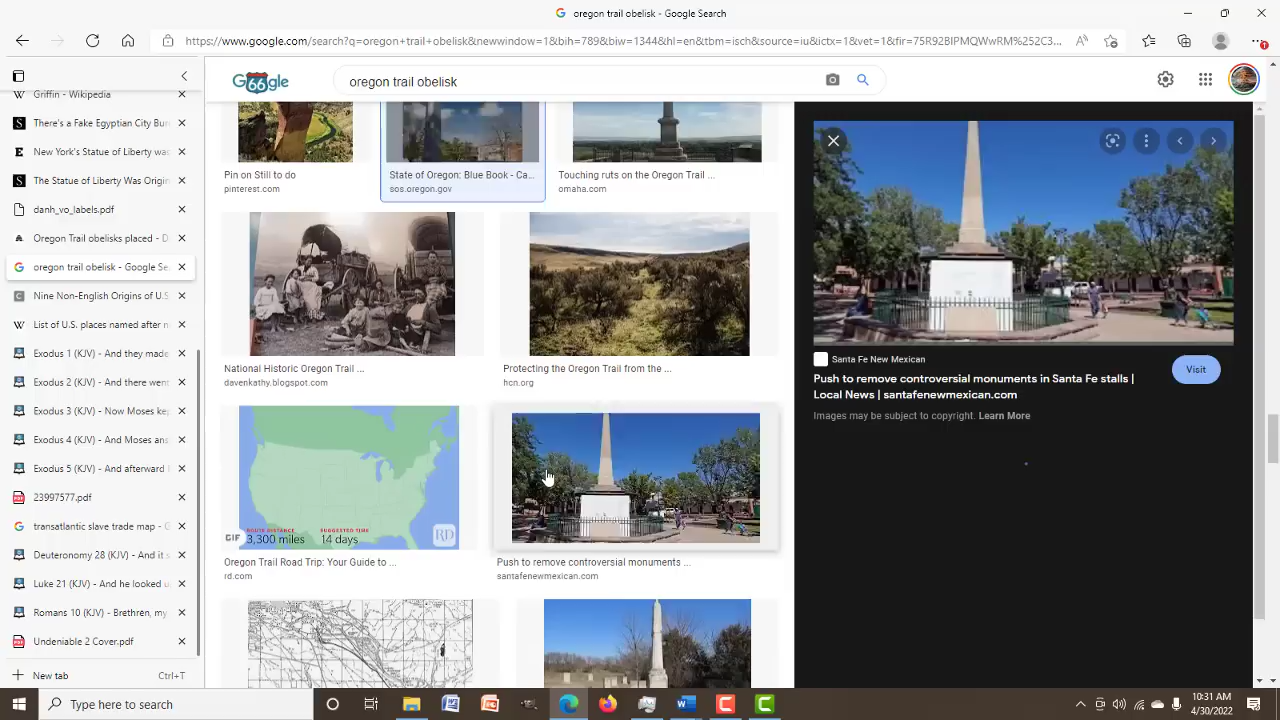 oregon trail obelisk - Google Search
https://www.google.com/search?q=oregon+trail+obelisk&newwindow=1&bih=789&biw=1344&hl=en&tbm=isch&source=iu&ictx=1&vet=1&fir=75R92BIPMQWwRM%252C3...
Griffin - Wikipedia
There's a Fake Egyptian City Bur
New York's Statue of Liberty wa
The Statue of Liberty Was Origin
danh_vo_labels.pdf
Oregon Trail obelisks placed - D
oregon trail obelisk - Google Se
Nine Non-English Origins of U.S
List of U.S. places named after n
Exodus 1 (KJV) - And they made
Exodus 2 (KJV) - And there went
Exodus 3 (KJV) - Now Moses kep
Exodus 4 (KJV) - And Moses ans
Exodus 5 (KJV) - And afterward
23997577.pdf
transatlantic slave trade map - G
Deuteronomy 28 (KJV) - And it s
Luke 21 (KJV) - And he looked u
Romans 10 (KJV) - Brethren, my
Undeniable 2 Cover.pdf
New tab
Ctrl+T
G 66 gle
oregon trail obelisk
Pin on Still to do
pinterest.com
State of Oregon: Blue Book - Ca...
sos.oregon.gov
Touching ruts on the Oregon Trail ...
omaha.com
National Historic Oregon Trail ...
davenkathy.blogspot.com
Protecting the Oregon Trail from the ...
hcn.org
GIF
ROUTE DISTANCE
3,300 miles
SUGGESTED TIME
14 days
RD
Oregon Trail Road Trip: Your Guide to ...
rd.com
Push to remove controversial monuments ...
santafenewmexican.com
Santa Fe New Mexican
Push to remove controversial monuments in Santa Fe stalls |
Local News | santafenewmexican.com
Visit
Images may be subject to copyright. Learn More
Type here to search
10:31 AM
4/30/2022